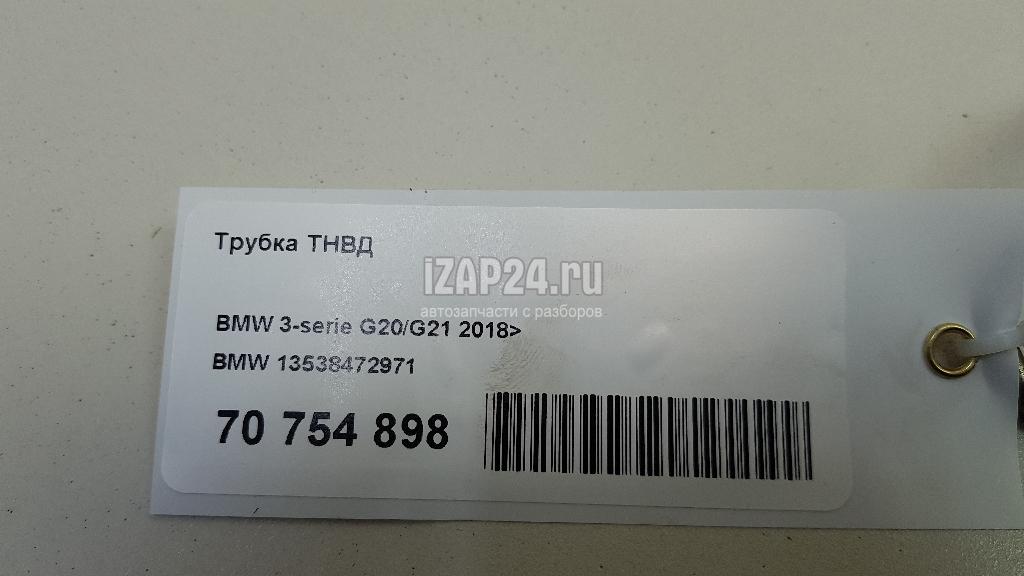 Трубка ТНВД
iZAP24.ru
автозапчасти с разборов
BMW 3-serie G20/G21 2018>
BMW 13538472971
70 754 898